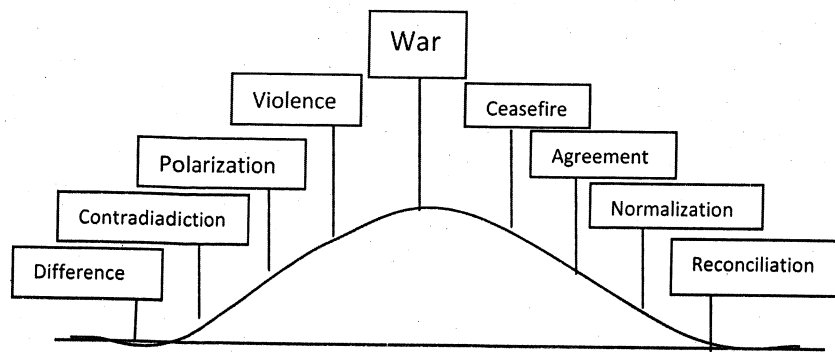 War
Violence
Ceasefire
Polarization
Agreement
Contradiadiction
Normalization
Difference
Reconciliation